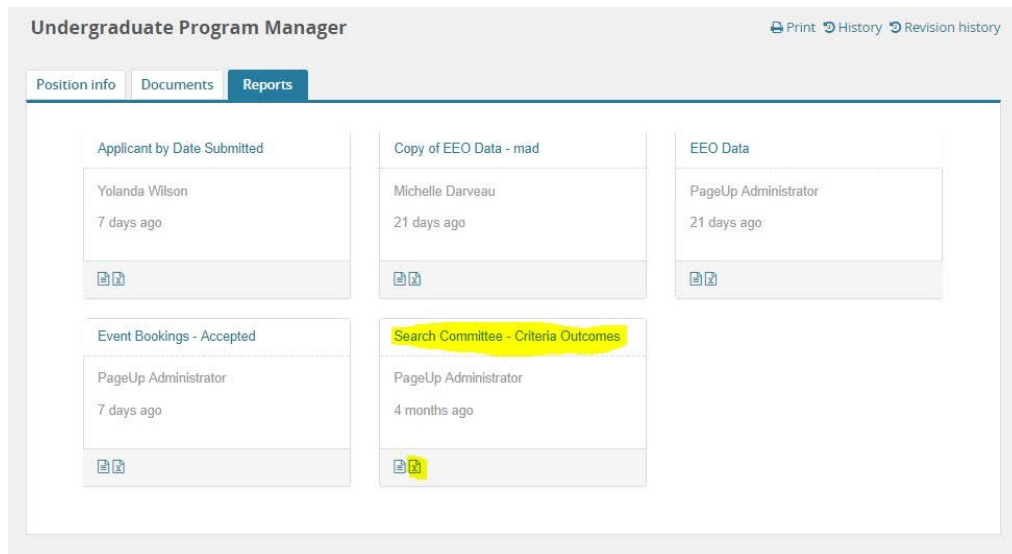 Undergraduate Program Manager
Print History Revision history
Position info Documents Reports
Applicant by Date Submitted
Yolanda Wilson
7 days ago
Copy of EEO Data - mad
Michelle Darveau
21 days ago
EEO Data
PageUp Administrator
21 days ago
Event Bookings - Accepted
PageUp Administrator
7 days ago
Search Committee - Criteria Outcomes
PageUp Administrator
4 months ago